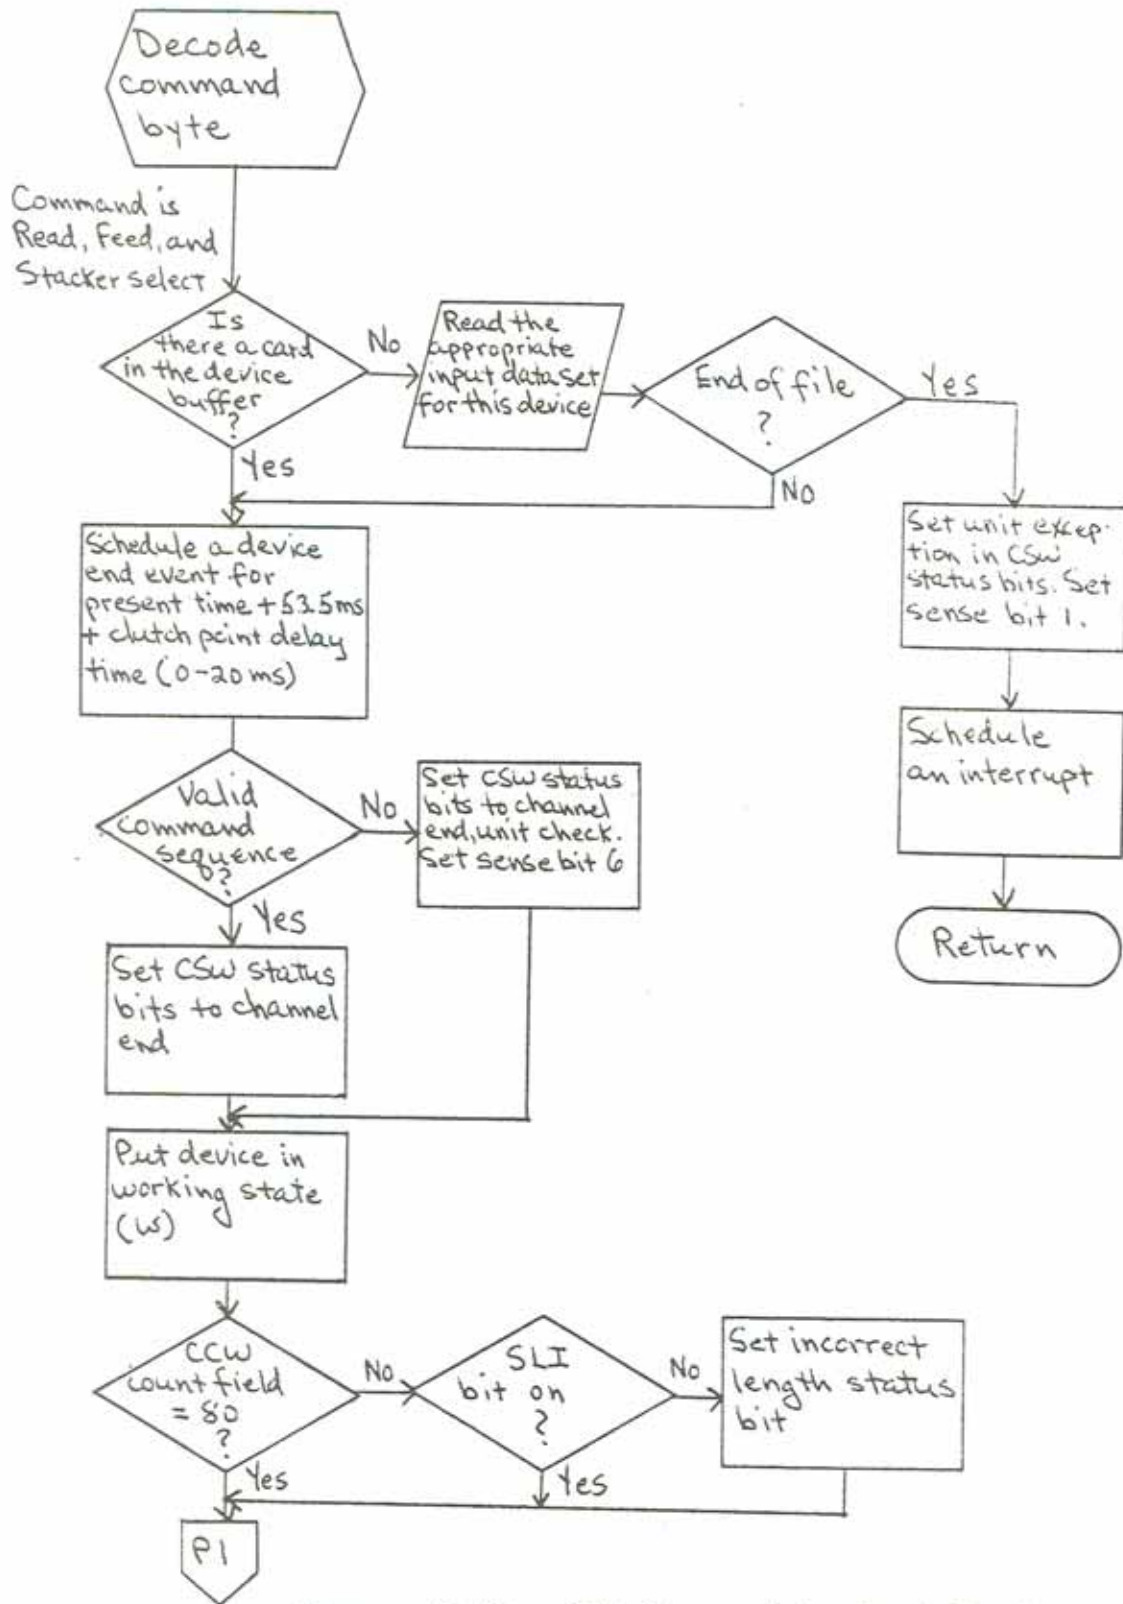 Decode
command
byte
Command is
Read, Feed, and
Stacker select
Is
there a card
in the device
buffer
?
No
Read the
appropriate
input data set
for this device
End of file
?
Yes
Yes
No
Schedule a device
end event for
present time + 53.5ms
+ clutch point delay
time (0-20 ms)
Set unit excep-
tion in CSW
status bits. Set
sense bit 1.
Schedule
an interrupt
Return
Valid
command
sequence
?
No
Set CSW status
bits to channel
end, unit check.
Set sense bit 6
Yes
Set CSW status
bits to channel
end
Put device in
working state
(W)
CCW
count field
= 80
?
No
SLI
bit on
?
No
Set incorrect
length status
bit
Yes
Yes
P1